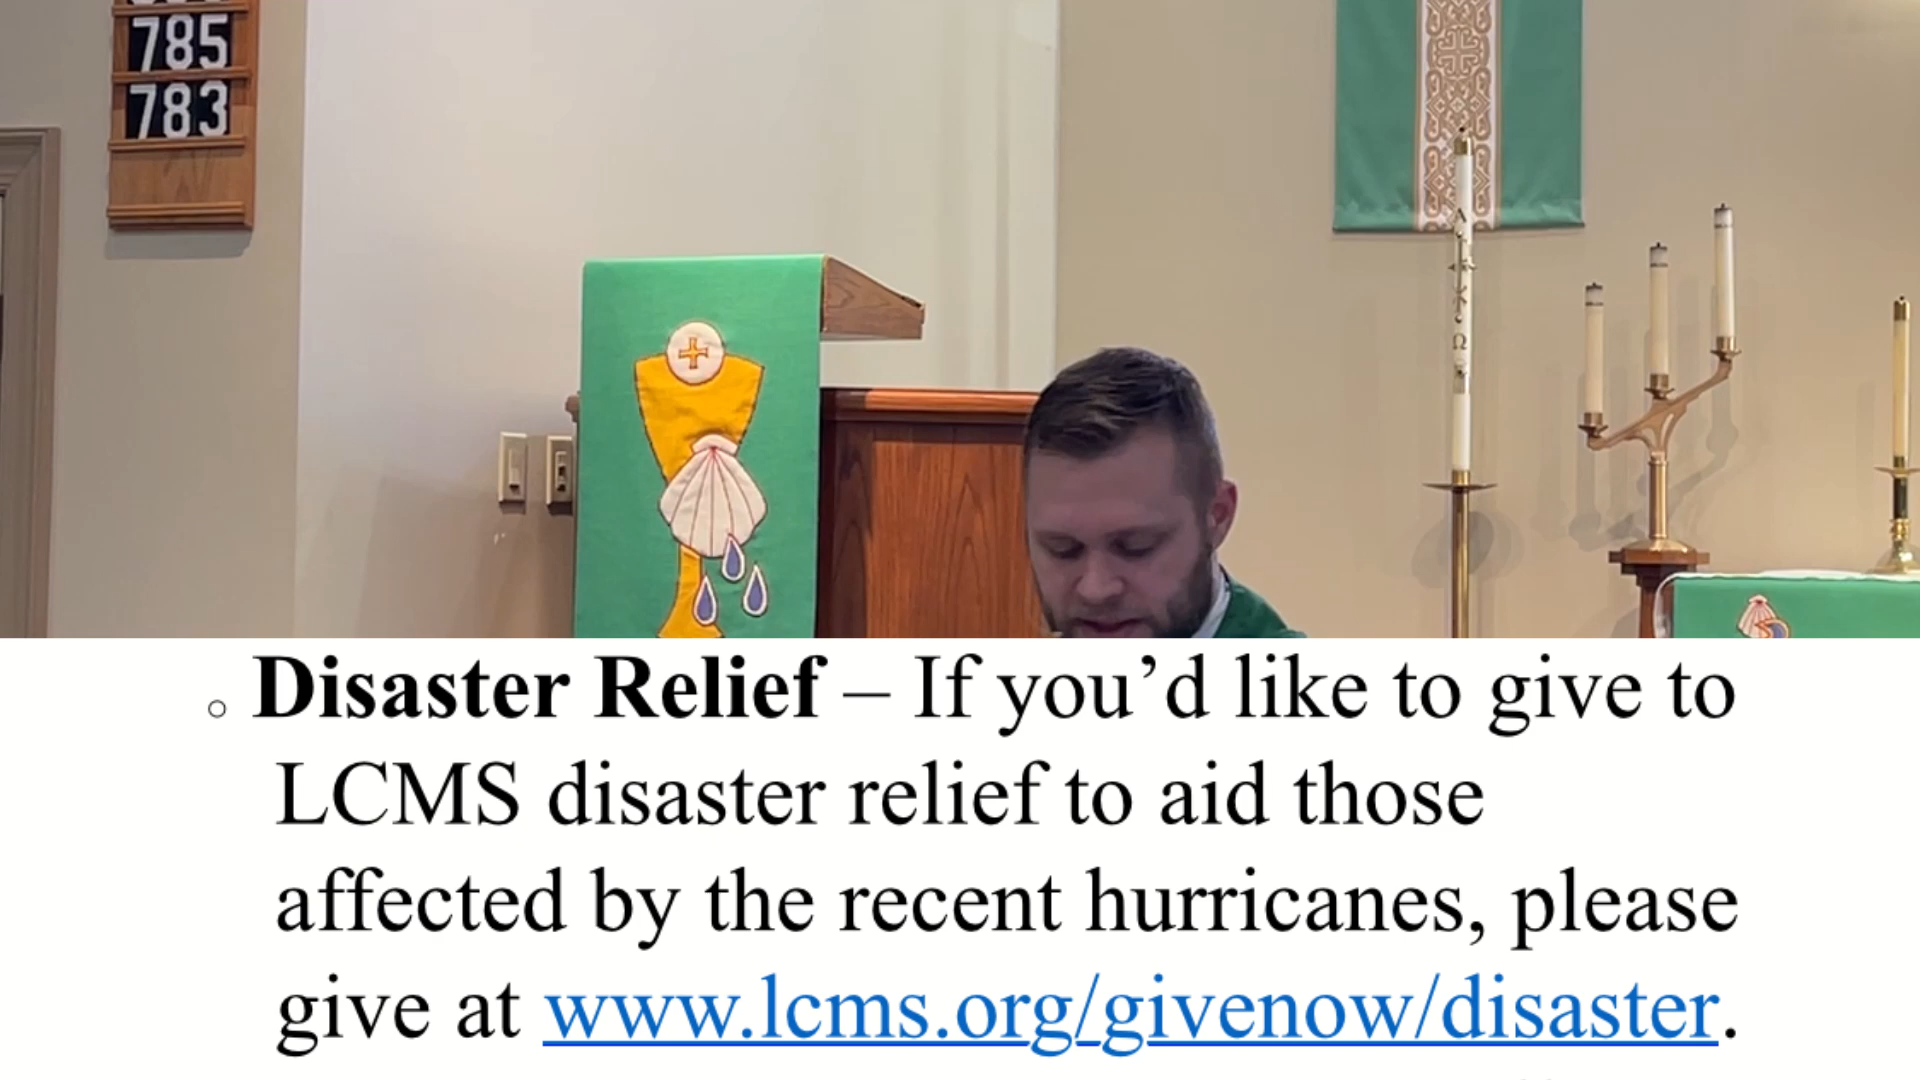 785
783
Α
Ω
Disaster Relief – If you’d like to give to
LCMS disaster relief to aid those
affected by the recent hurricanes, please
give at www.lcms.org/givenow/disaster.